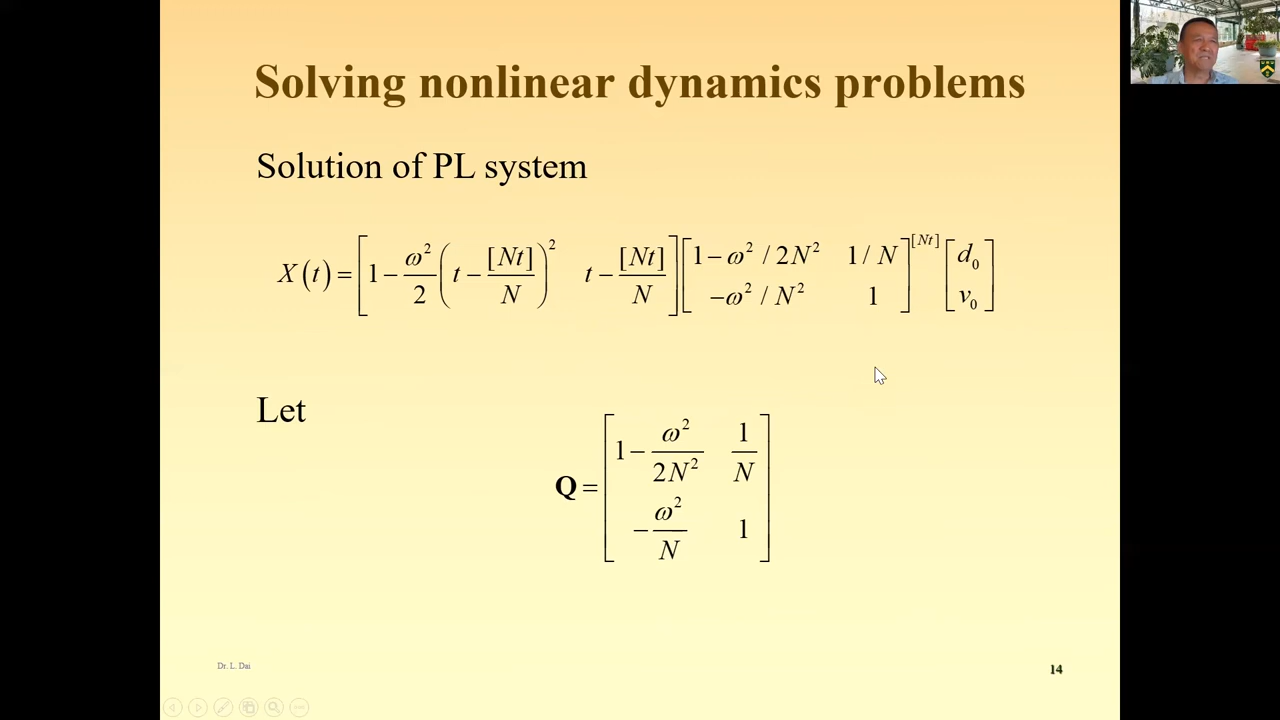 Solving nonlinear dynamics problems
Solution of PL system
X(t) = [1 − ω²/2 (t − [Nt]/N)²   t − [Nt]/N] [1 − ω² / 2N²   1 / N; −ω² / N²   1]^[Nt] [d₀; v₀]
Let
Q = [1 − ω²/2N²   1/N; −ω²/N   1]
Dr. L. Dai
14